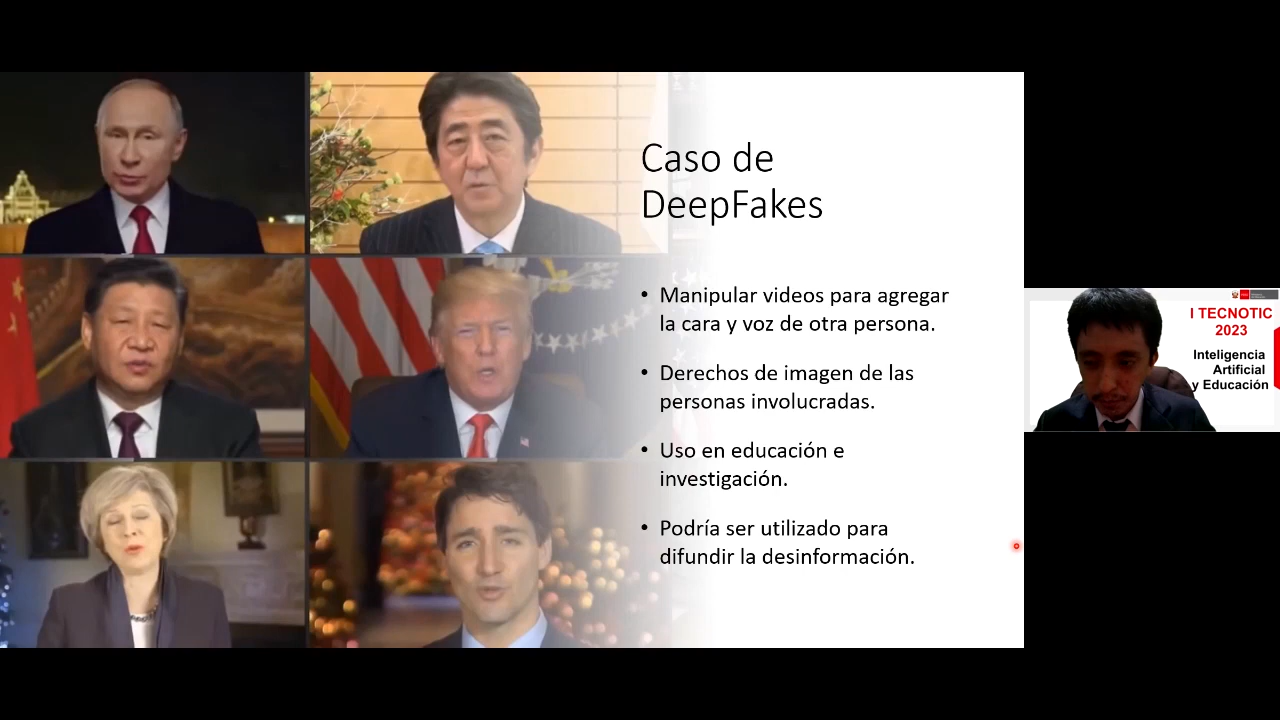 Caso de
DeepFakes
• Manipular videos para agregar
la cara y voz de otra persona.
• Derechos de imagen de las
personas involucradas.
• Uso en educación e
investigación.
• Podría ser utilizado para
difundir la desinformación.
I TECNOTIC
2023
Inteligencia
Artificial
y Educación